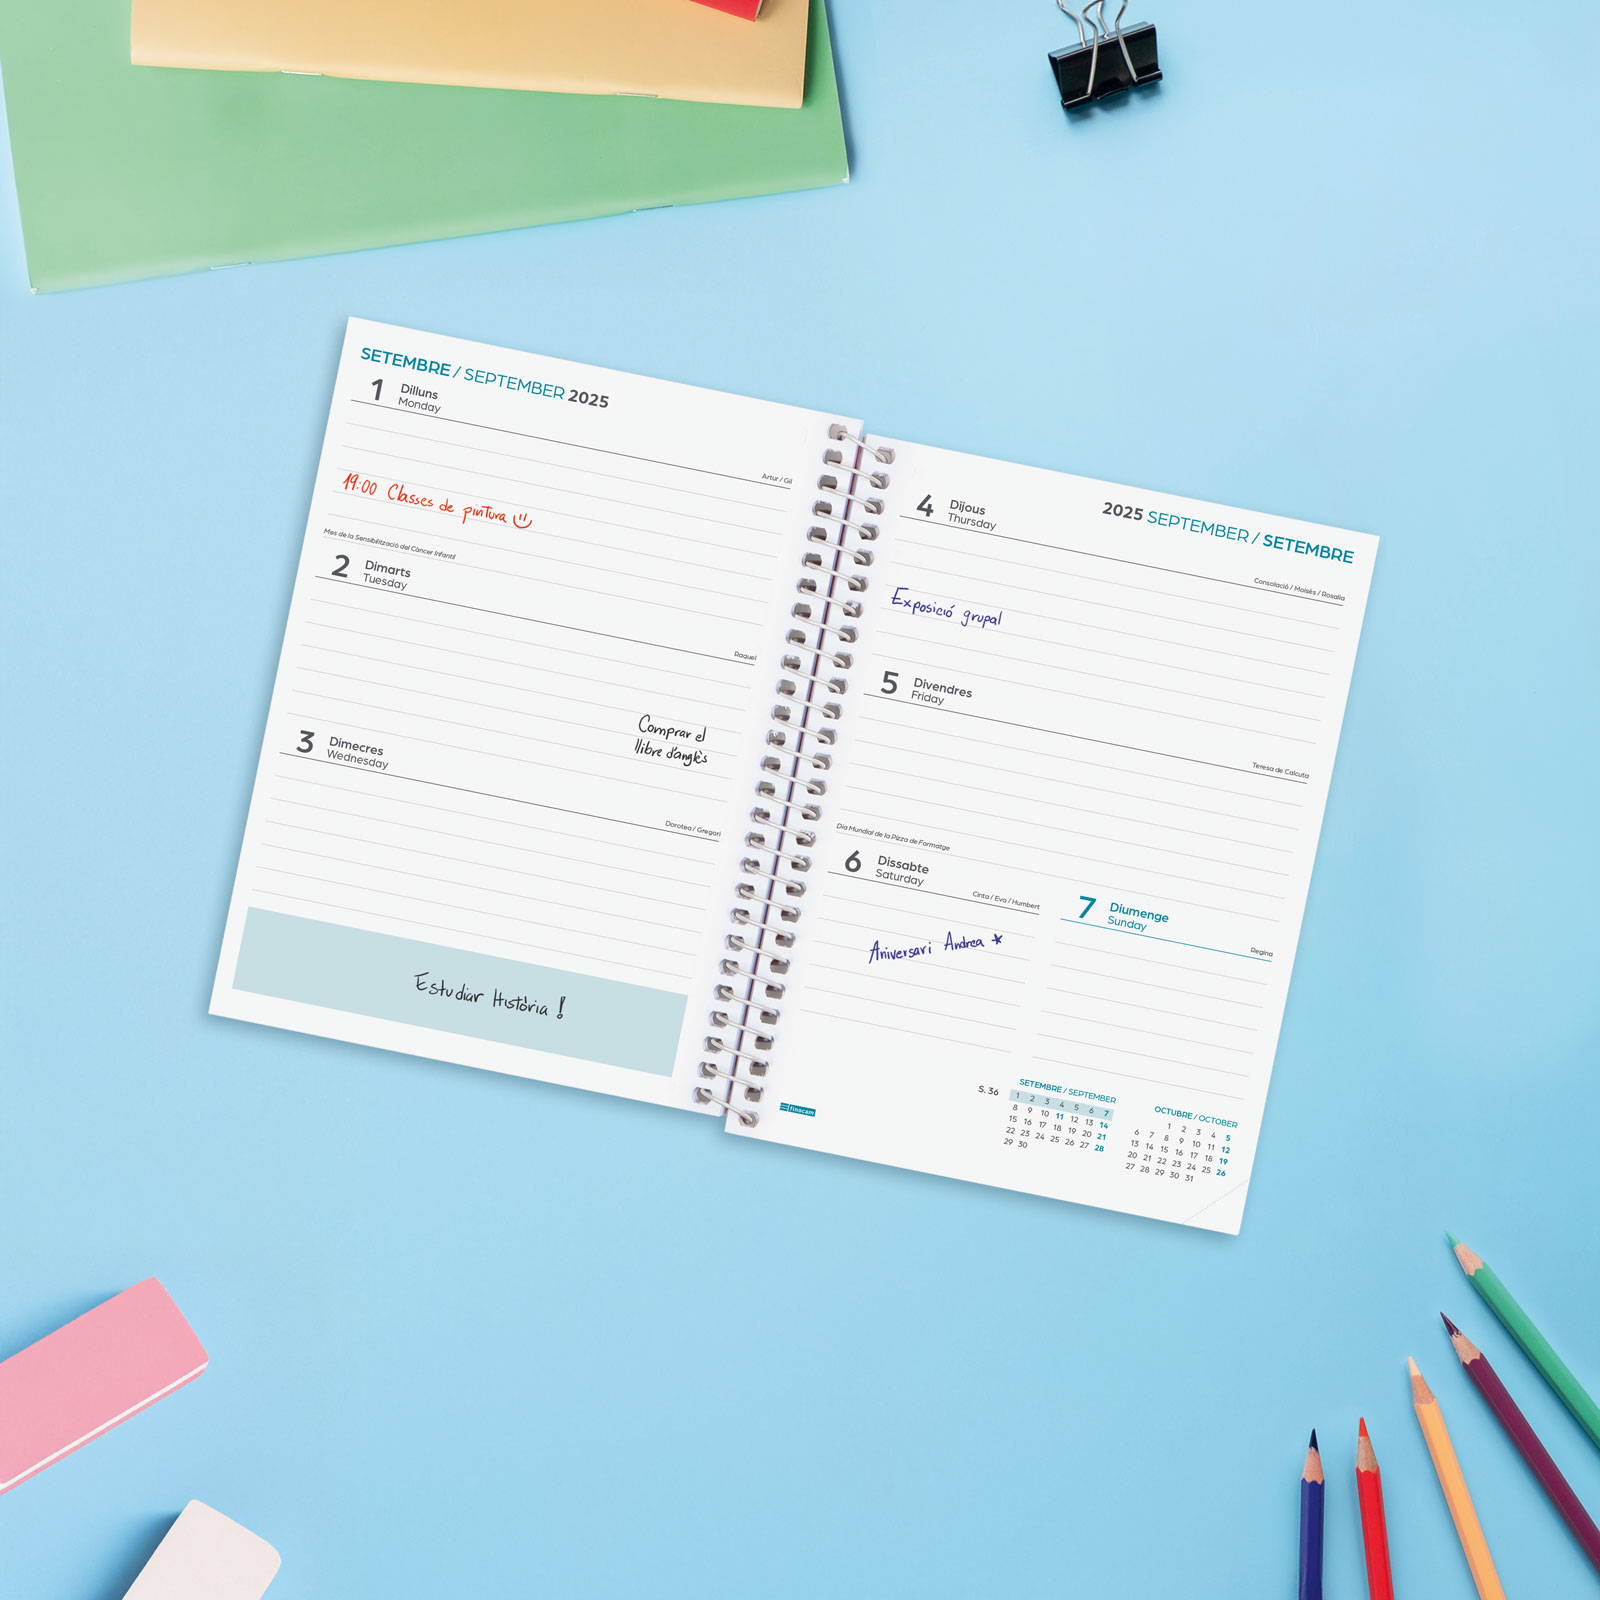 SETEMBRE / SEPTEMBER 2025
1 Dilluns
Monday
Artur / Gil
19:00 Classes de pintura
Mes de la Sensibilització del Càncer Infantil
2 Dimarts
Tuesday
Raquel
Comprar el
llibre d'anglès
3 Dimecres
Wednesday
Dorotea / Gregori
Estudiar Història !
2025 SEPTEMBER / SETEMBRE
4 Dijous
Thursday
Consolació / Moisès / Rosalia
Exposició grupal
5 Divendres
Friday
Teresa de Calcuta
Dia Mundial de la Pizza de Formatge
6 Dissabte
Saturday
Cinta / Eva / Humbert
Aniversari Andrea
7 Diumenge
Sunday
Regina
finocam
S. 36
SETEMBRE / SEPTEMBER
1 2 3 4 5 6 7
8 9 10 11 12 13 14
15 16 17 18 19 20 21
22 23 24 25 26 27 28
29 30
OCTUBRE / OCTOBER
1 2 3 4 5
6 7 8 9 10 11 12
13 14 15 16 17 18 19
20 21 22 23 24 25 26
27 28 29 30 31